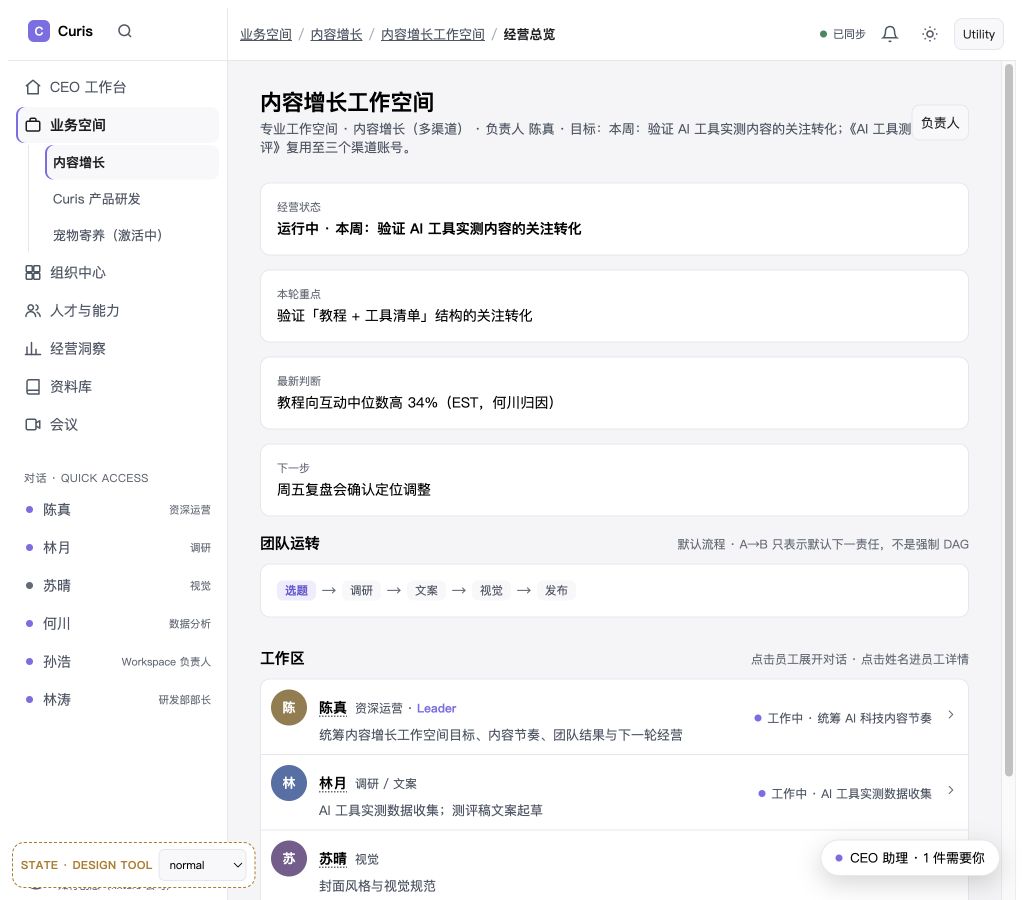 C Curis
业务空间 / 内容增长 / 内容增长工作空间 / 经营总览
已同步
Utility
CEO 工作台
业务空间
内容增长
Curis 产品研发
宠物寄养（激活中）
组织中心
人才与能力
经营洞察
资料库
会议
对话 · QUICK ACCESS
陈真 资深运营
林月 调研
苏晴 视觉
何川 数据分析
孙浩 Workspace 负责人
林涛 研发部部长
STATE · DESIGN TOOL normal
内容增长工作空间
专业工作空间 · 内容增长（多渠道） · 负责人 陈真 · 目标：本周：验证 AI 工具实测内容的关注转化；《AI 工具测
评》复用至三个渠道账号。
负责人
经营状态
运行中 · 本周：验证 AI 工具实测内容的关注转化
本轮重点
验证「教程 + 工具清单」结构的关注转化
最新判断
教程向互动中位数高 34%（EST，何川归因）
下一步
周五复盘会确认定位调整
团队运转
默认流程 · A→B 只表示默认下一责任，不是强制 DAG
选题 → 调研 → 文案 → 视觉 → 发布
工作区
点击员工展开对话 · 点击姓名进员工详情
陈 陈真 资深运营 · Leader
统筹内容增长工作空间目标、内容节奏、团队结果与下一轮经营
工作中 · 统筹 AI 科技内容节奏
林 林月 调研 / 文案
AI 工具实测数据收集；测评稿文案起草
工作中 · AI 工具实测数据收集
苏 苏晴 视觉
封面风格与视觉规范
CEO 助理 · 1 件需要你